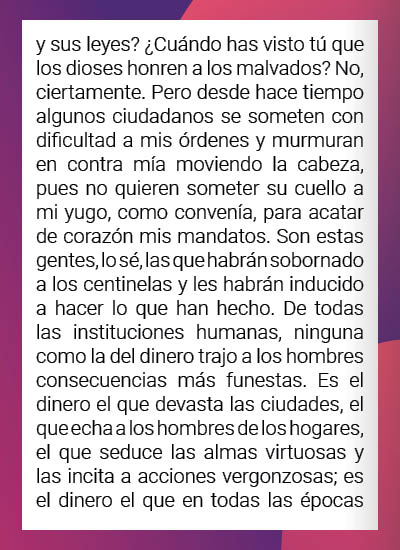 y sus leyes? ¿Cuándo has visto tú que
los dioses honren a los malvados? No,
ciertamente. Pero desde hace tiempo
algunos ciudadanos se someten con
dificultad a mis órdenes y murmuran
en contra mía moviendo la cabeza,
pues no quieren someter su cuello a
mi yugo, como convenía, para acatar
de corazón mis mandatos. Son estas
gentes, lo sé, las que habrán sobornado
a los centinelas y les habrán inducido
a hacer lo que han hecho. De todas
las instituciones humanas, ninguna
como la del dinero trajo a los hombres
consecuencias más funestas. Es el
dinero el que devasta las ciudades, el
que echa a los hombres de los hogares,
el que seduce las almas virtuosas y
las incita a acciones vergonzosas; es
el dinero el que en todas las épocas